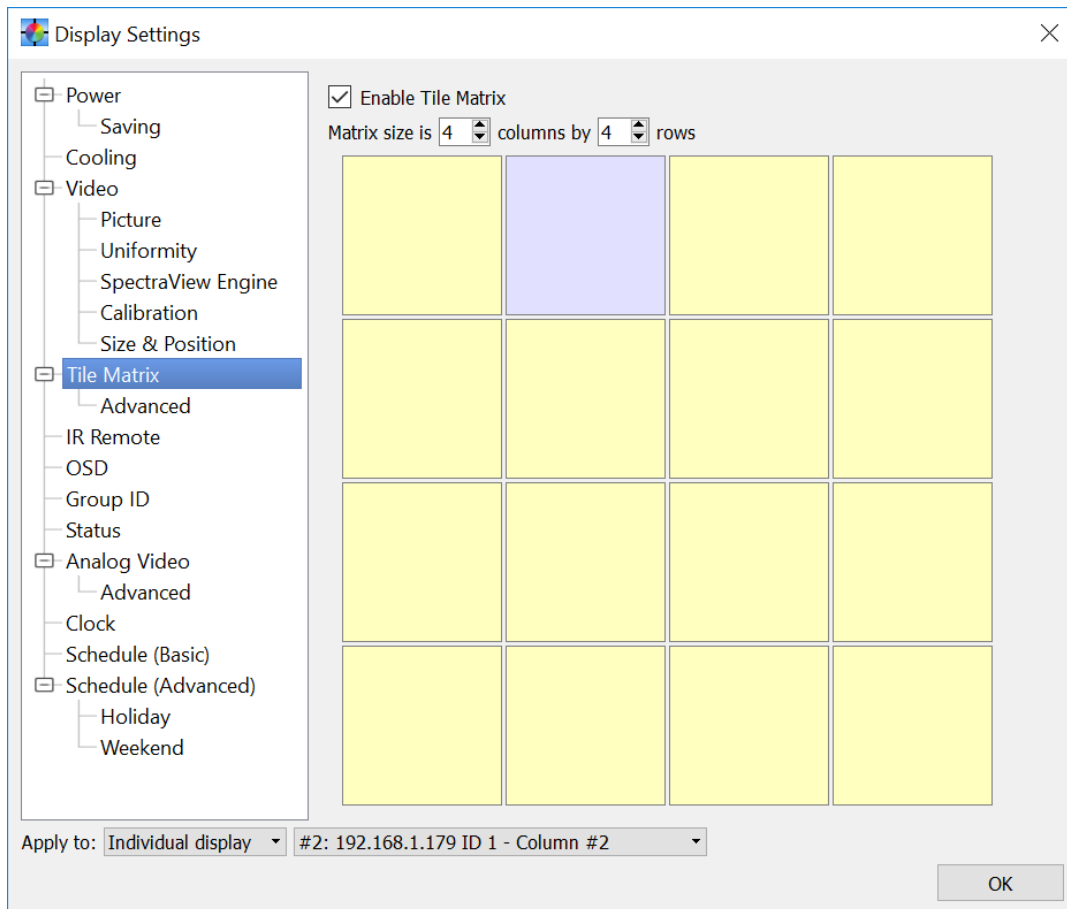 Display Settings
Power
Saving
Cooling
Video
Picture
Uniformity
SpectraView Engine
Calibration
Size & Position
Tile Matrix
Advanced
IR Remote
OSD
Group ID
Status
Analog Video
Advanced
Clock
Schedule (Basic)
Schedule (Advanced)
Holiday
Weekend
Enable Tile Matrix
Matrix size is 4 columns by 4 rows
Apply to: Individual display #2: 192.168.1.179 ID 1 - Column #2
OK